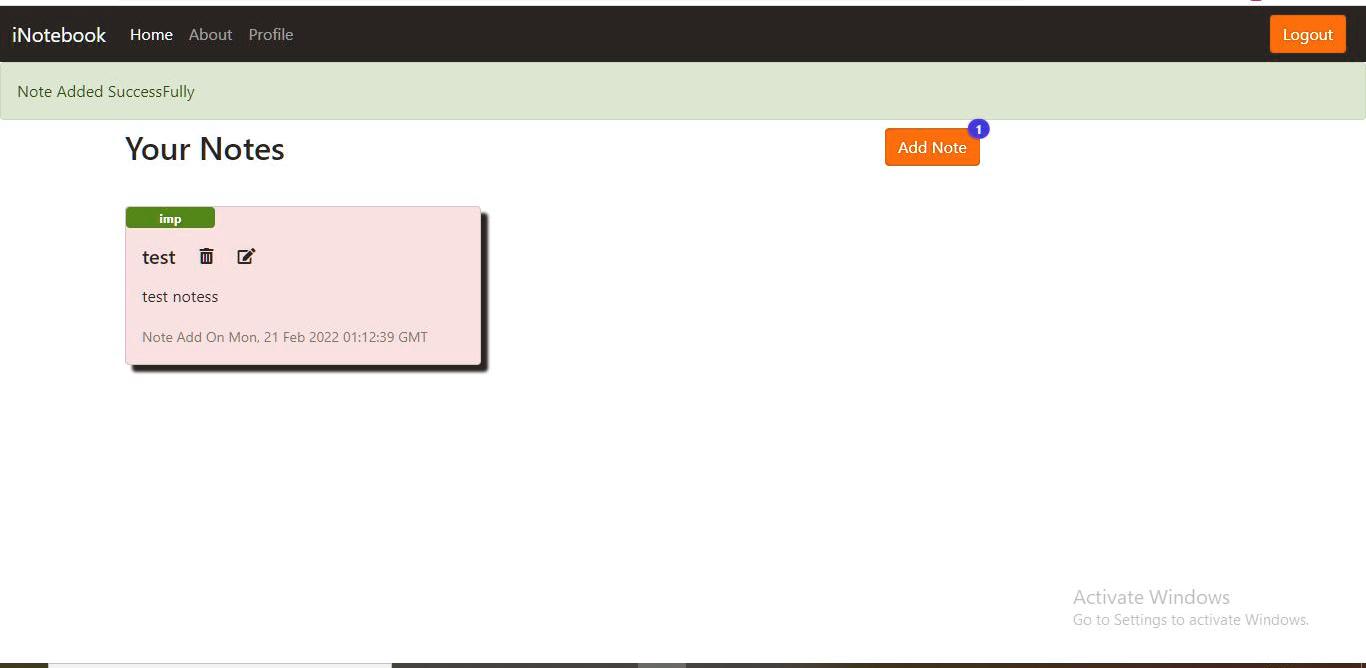 iNotebook Home About Profile Logout
Note Added SuccessFully
Your Notes
Add Note 1
imp
test
test notess
Note Add On Mon, 21 Feb 2022 01:12:39 GMT
Activate Windows
Go to Settings to activate Windows.